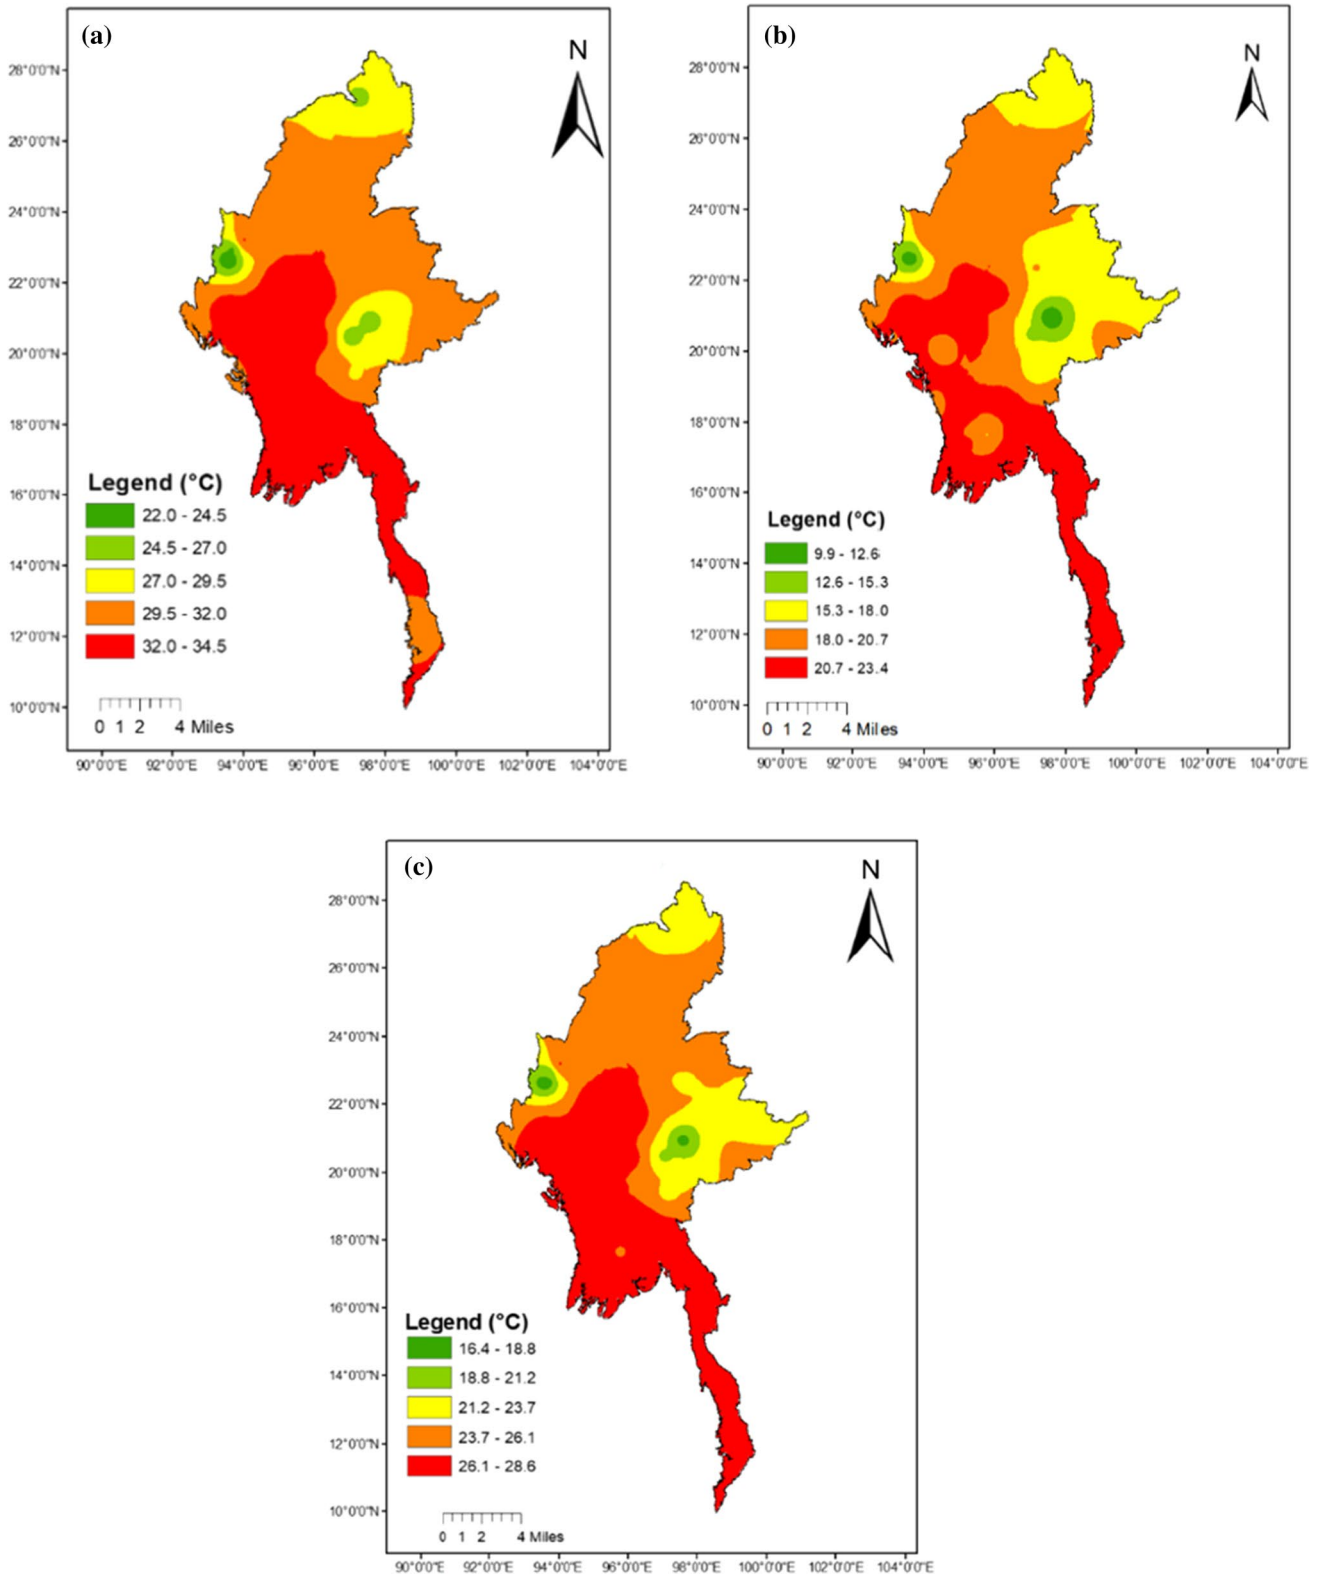 (a)
N
28°0'0"N
26°0'0"N
24°0'0"N
22°0'0"N
20°0'0"N
18°0'0"N
16°0'0"N
14°0'0"N
12°0'0"N
10°0'0"N
Legend (°C)
22.0 - 24.5
24.5 - 27.0
27.0 - 29.5
29.5 - 32.0
32.0 - 34.5
0 1 2 4 Miles
90°0'0"E 92°0'0"E 94°0'0"E 96°0'0"E 98°0'0"E 100°0'0"E 102°0'0"E 104°0'0"E
(b)
N
28°0'0"N
26°0'0"N
24°0'0"N
22°0'0"N
20°0'0"N
18°0'0"N
16°0'0"N
14°0'0"N
12°0'0"N
10°0'0"N
Legend (°C)
9.9 - 12.6
12.6 - 15.3
15.3 - 18.0
18.0 - 20.7
20.7 - 23.4
0 1 2 4 Miles
90°0'0"E 92°0'0"E 94°0'0"E 96°0'0"E 98°0'0"E 100°0'0"E 102°0'0"E 104°0'0"E
(c)
N
28°0'0"N
26°0'0"N
24°0'0"N
22°0'0"N
20°0'0"N
18°0'0"N
16°0'0"N
14°0'0"N
12°0'0"N
10°0'0"N
Legend (°C)
16.4 - 18.8
18.8 - 21.2
21.2 - 23.7
23.7 - 26.1
26.1 - 28.6
0 1 2 4 Miles
90°0'0"E 92°0'0"E 94°0'0"E 96°0'0"E 98°0'0"E 100°0'0"E 102°0'0"E 104°0'0"E